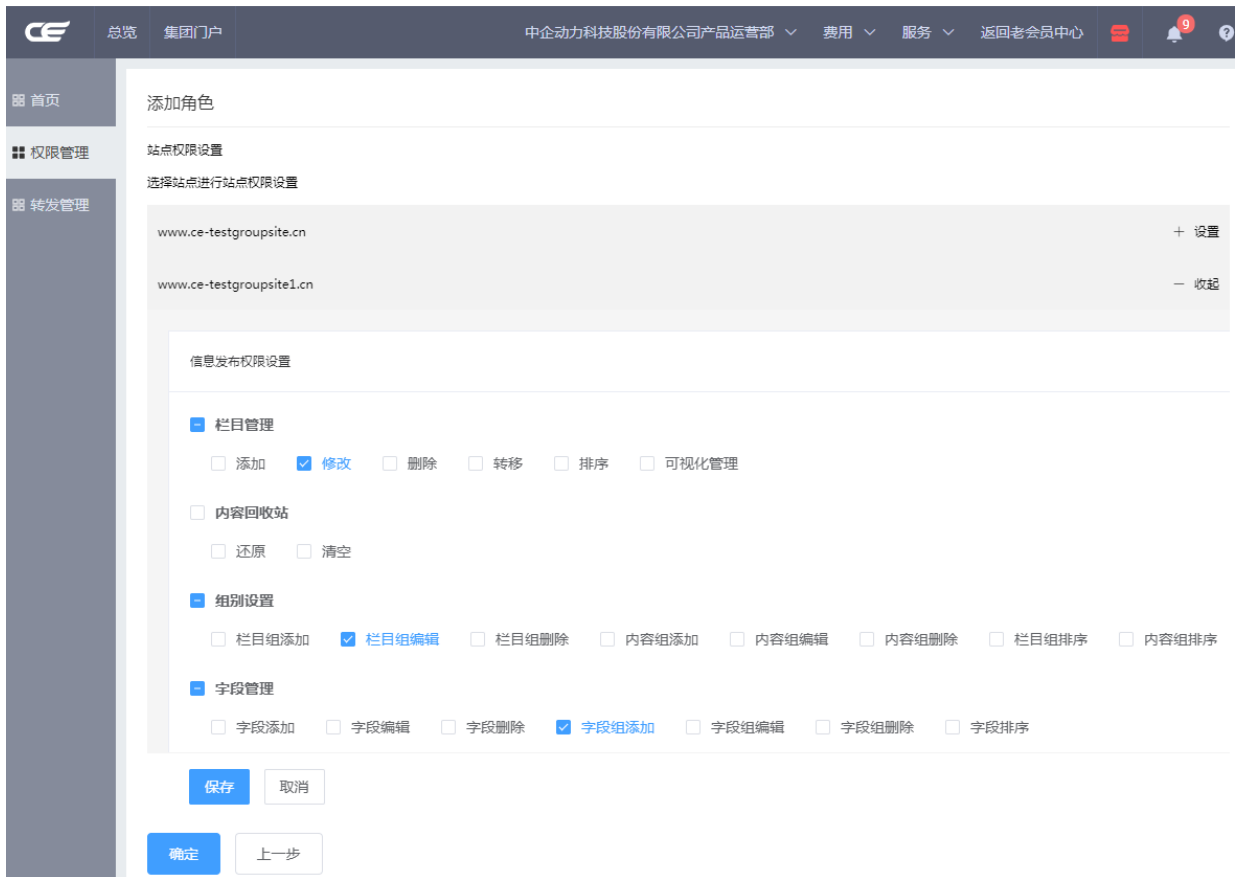 CE 总览 集团门户 中企动力科技股份有限公司产品运营部 费用 服务 返回老会员中心 9 ?
首页
权限管理
转发管理
添加角色
站点权限设置
选择站点进行站点权限设置
www.ce-testgroupsite.cn + 设置
www.ce-testgroupsite1.cn − 收起
信息发布权限设置
栏目管理
添加 修改 删除 转移 排序 可视化管理
内容回收站
还原 清空
组别设置
栏目组添加 栏目组编辑 栏目组删除 内容组添加 内容组编辑 内容组删除 栏目组排序 内容组排序
字段管理
字段添加 字段编辑 字段删除 字段组添加 字段组编辑 字段组删除 字段排序
保存 取消
确定 上一步